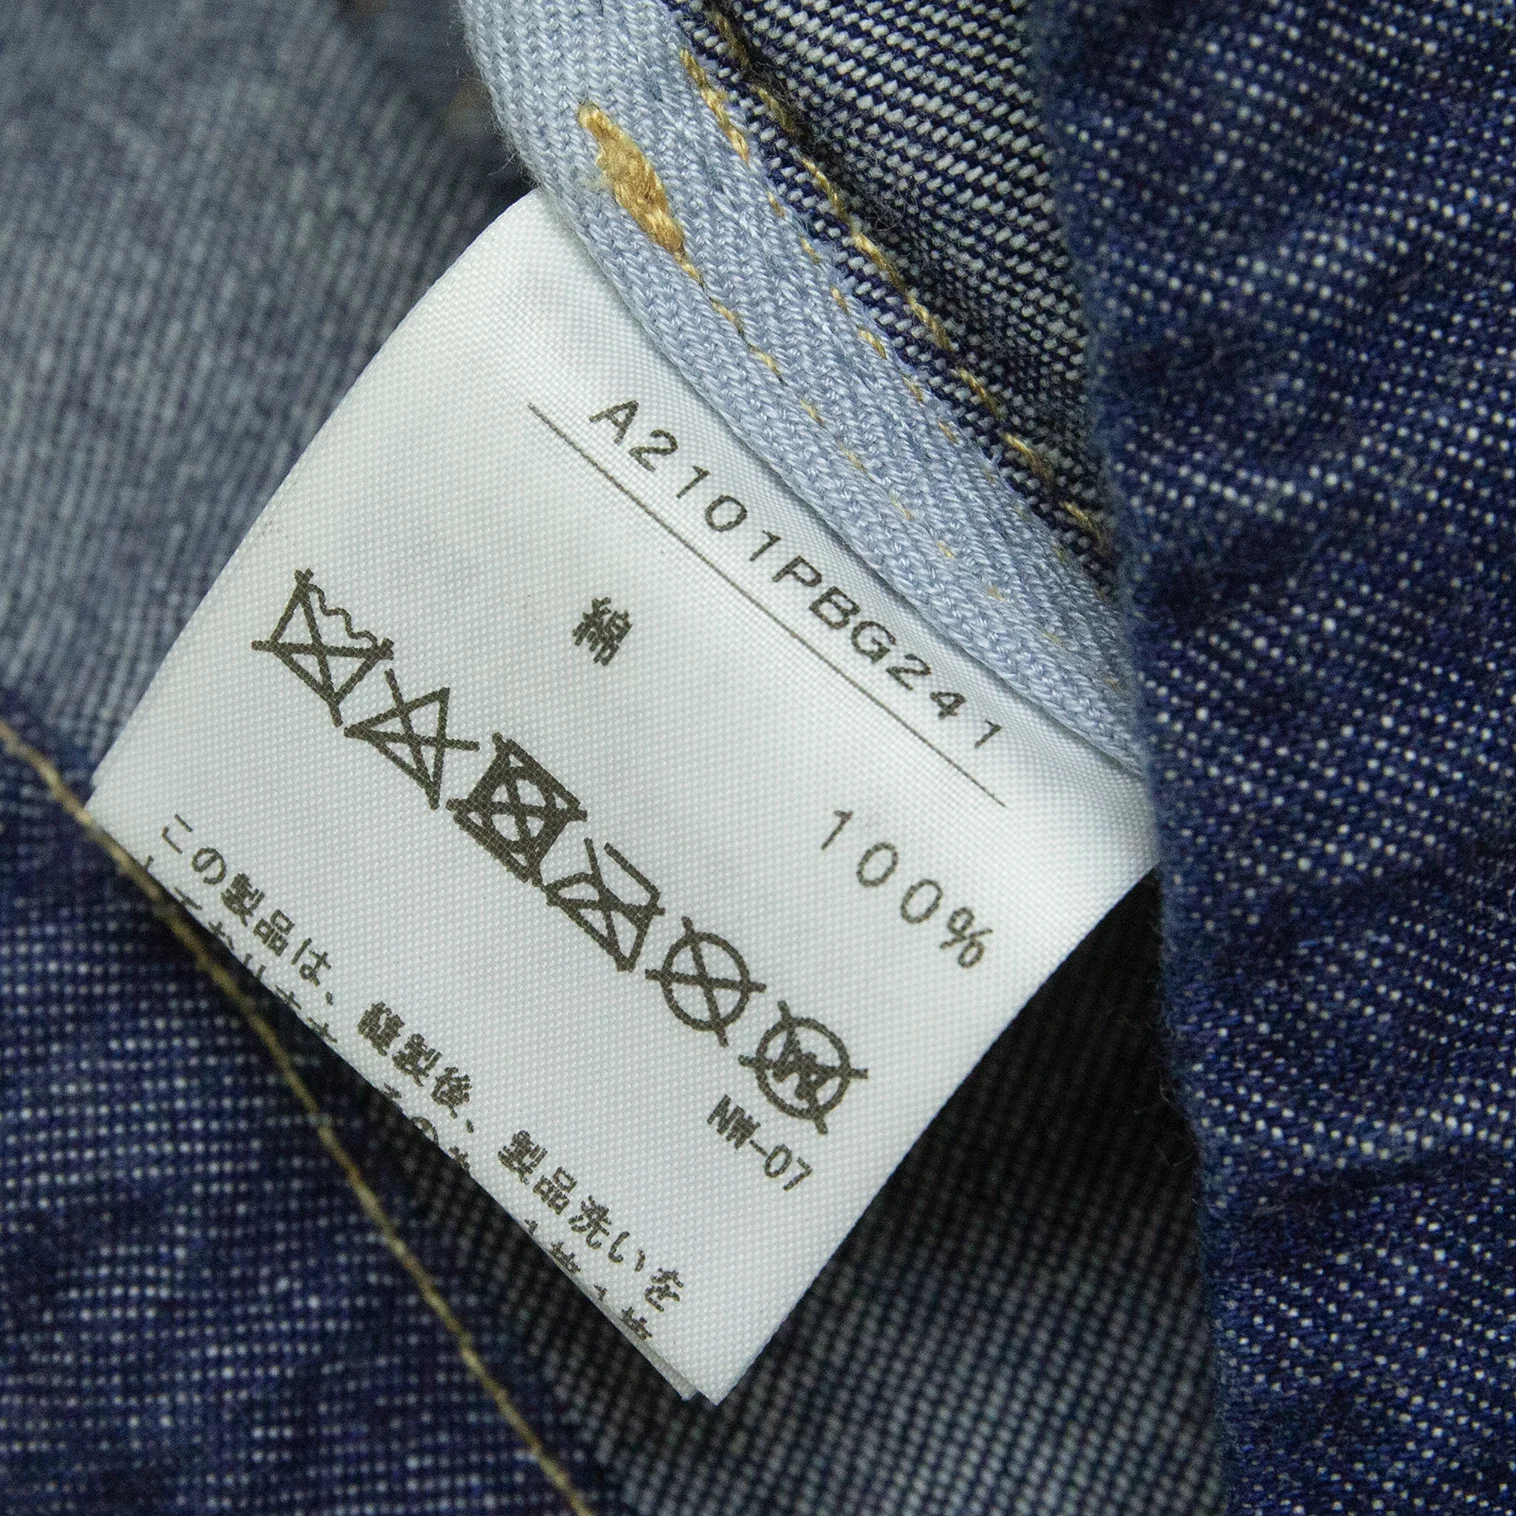 A2101PBG241
綿 100%
NW-07
この製品は、縫製後、製品洗いを